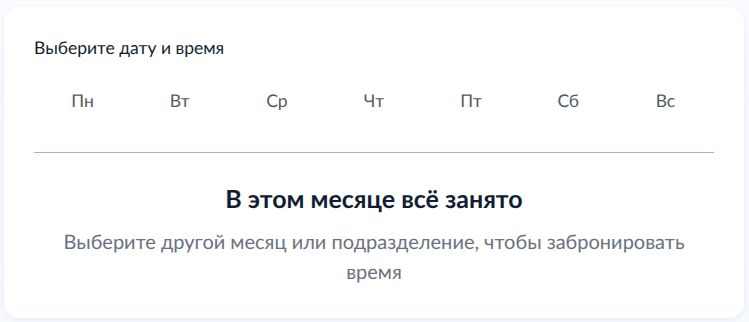 Выберите дату и время
Пн Вт Ср Чт Пт Сб Вс
В этом месяце всё занято
Выберите другой месяц или подразделение, чтобы забронировать
время